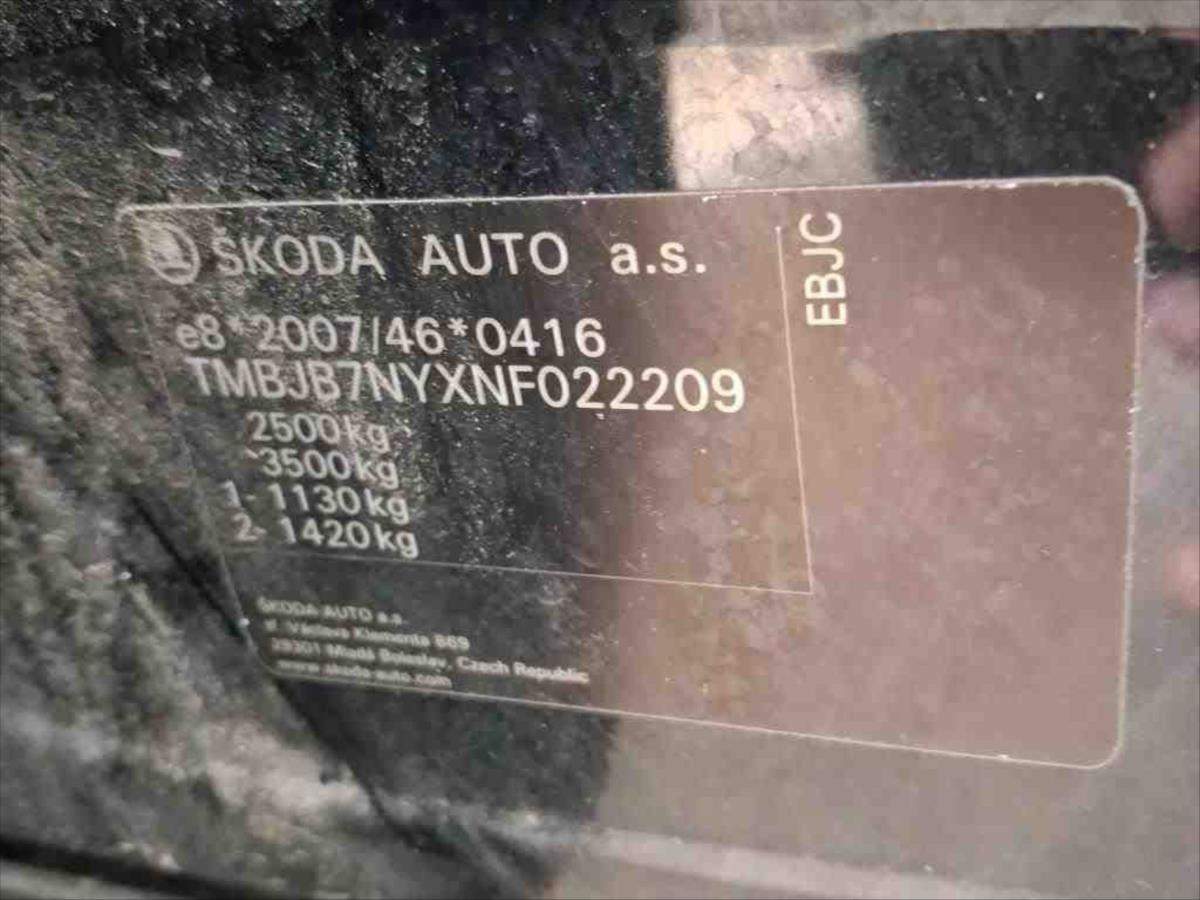 ŠKODA AUTO a.s.
EBJC
e8*2007/46*0416
TMBJB7NYXNF022209
2500kg
3500kg
1- 1130kg
2- 1420kg
ŠKODA AUTO a.s.
tř. Václava Klementa 869
29301 Mladá Boleslav, Czech Republic
www.skoda-auto.com